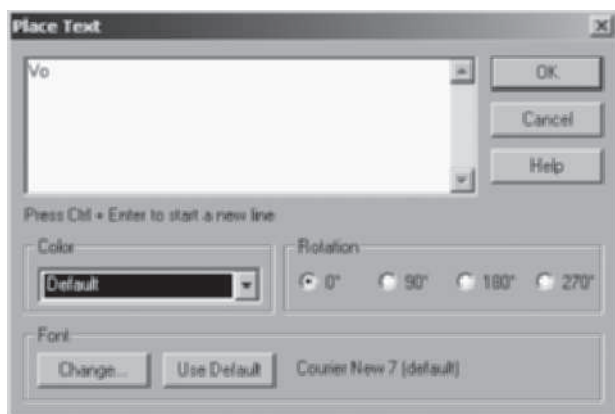 Place Text
Vo
OK
Cancel
Help
Press Ctrl + Enter to start a new line
Color
Default
Rotation
0°
90°
180°
270°
Font
Change...
Use Default
Courier New 7 (default)